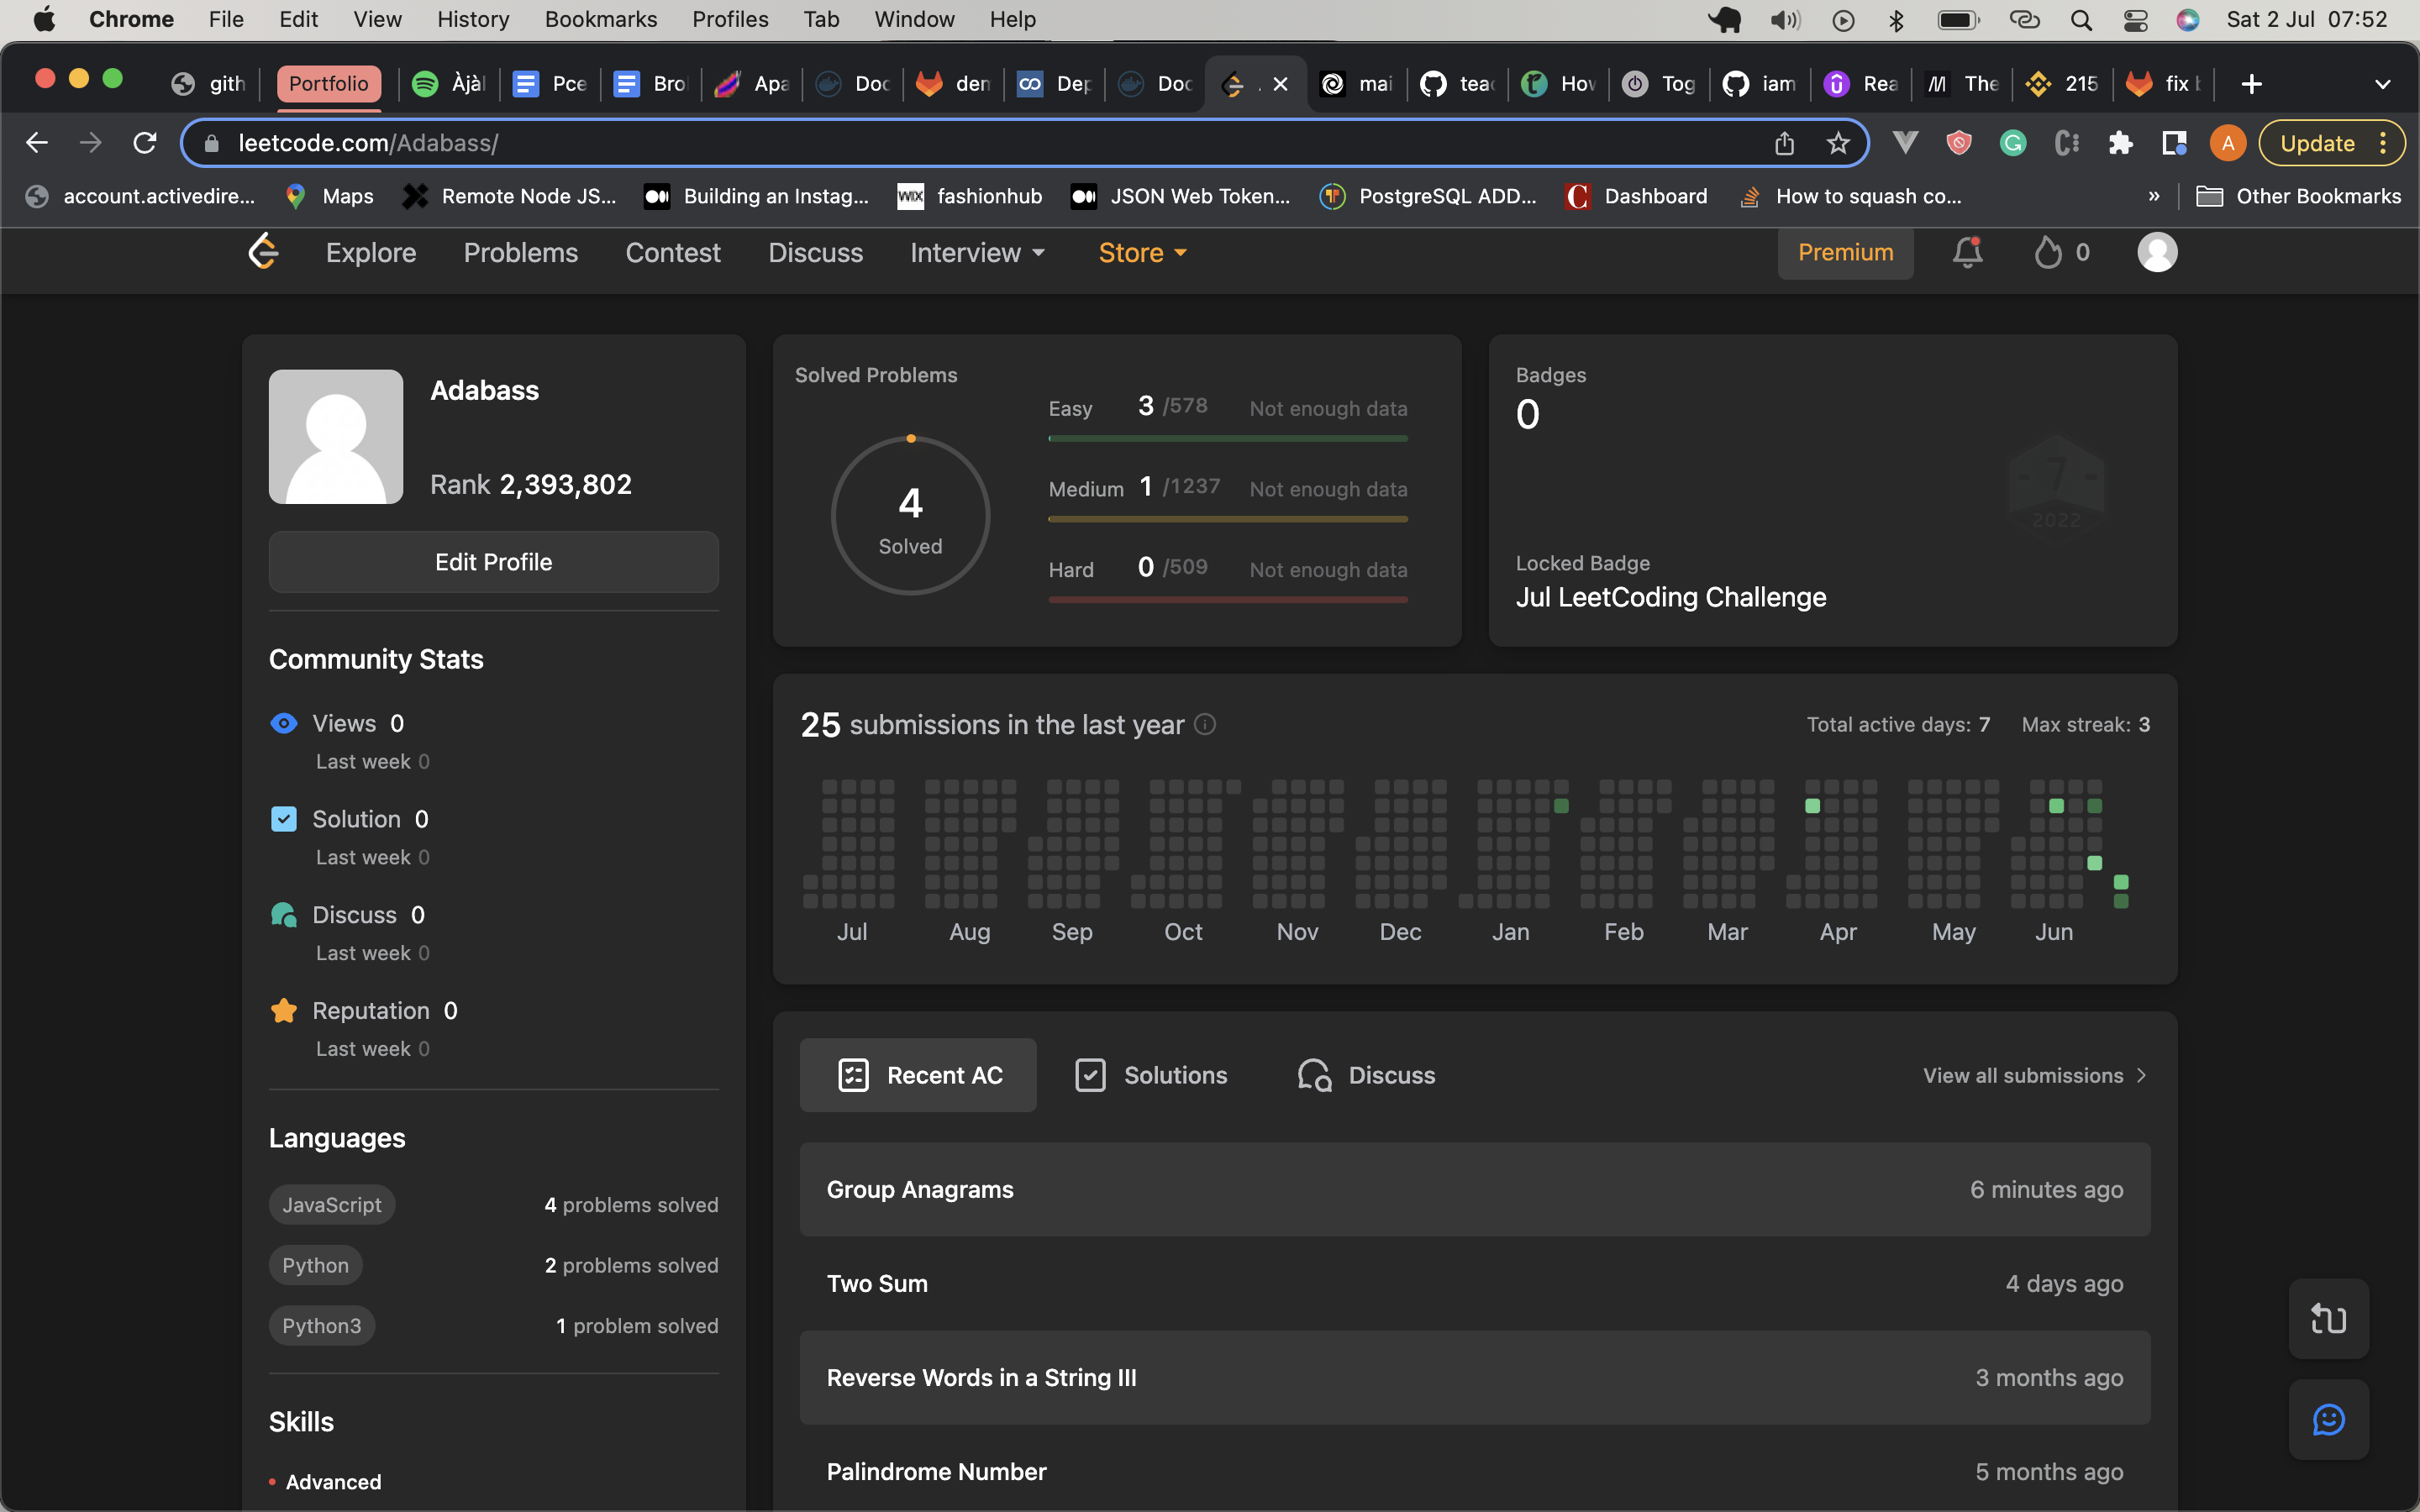 Chrome File Edit View History Bookmarks Profiles Tab Window Help Sat 2 Jul 07:52
gith Portfolio Àjàl Pce Bro Apa Doc den Dep Doc mai teac How Tog iam Rea The 215 fix
leetcode.com/Adabass/ A Update
account.activedire... Maps Remote Node JS... Building an Instag... fashionhub JSON Web Token... PostgreSQL ADD... Dashboard How to squash co... » Other Bookmarks
Explore Problems Contest Discuss Interview Store Premium 0
Adabass
Rank 2,393,802
Edit Profile
Community Stats
Views 0
Last week 0
Solution 0
Last week 0
Discuss 0
Last week 0
Reputation 0
Last week 0
Languages
JavaScript 4 problems solved
Python 2 problems solved
Python3 1 problem solved
Skills
Advanced
Solved Problems
4
Solved
Easy 3 /578 Not enough data
Medium 1 /1237 Not enough data
Hard 0 /509 Not enough data
Badges
0
7
2022
Locked Badge
Jul LeetCoding Challenge
25 submissions in the last year Total active days: 7 Max streak: 3
Jul Aug Sep Oct Nov Dec Jan Feb Mar Apr May Jun
Recent AC Solutions Discuss View all submissions
Group Anagrams 6 minutes ago
Two Sum 4 days ago
Reverse Words in a String III 3 months ago
Palindrome Number 5 months ago